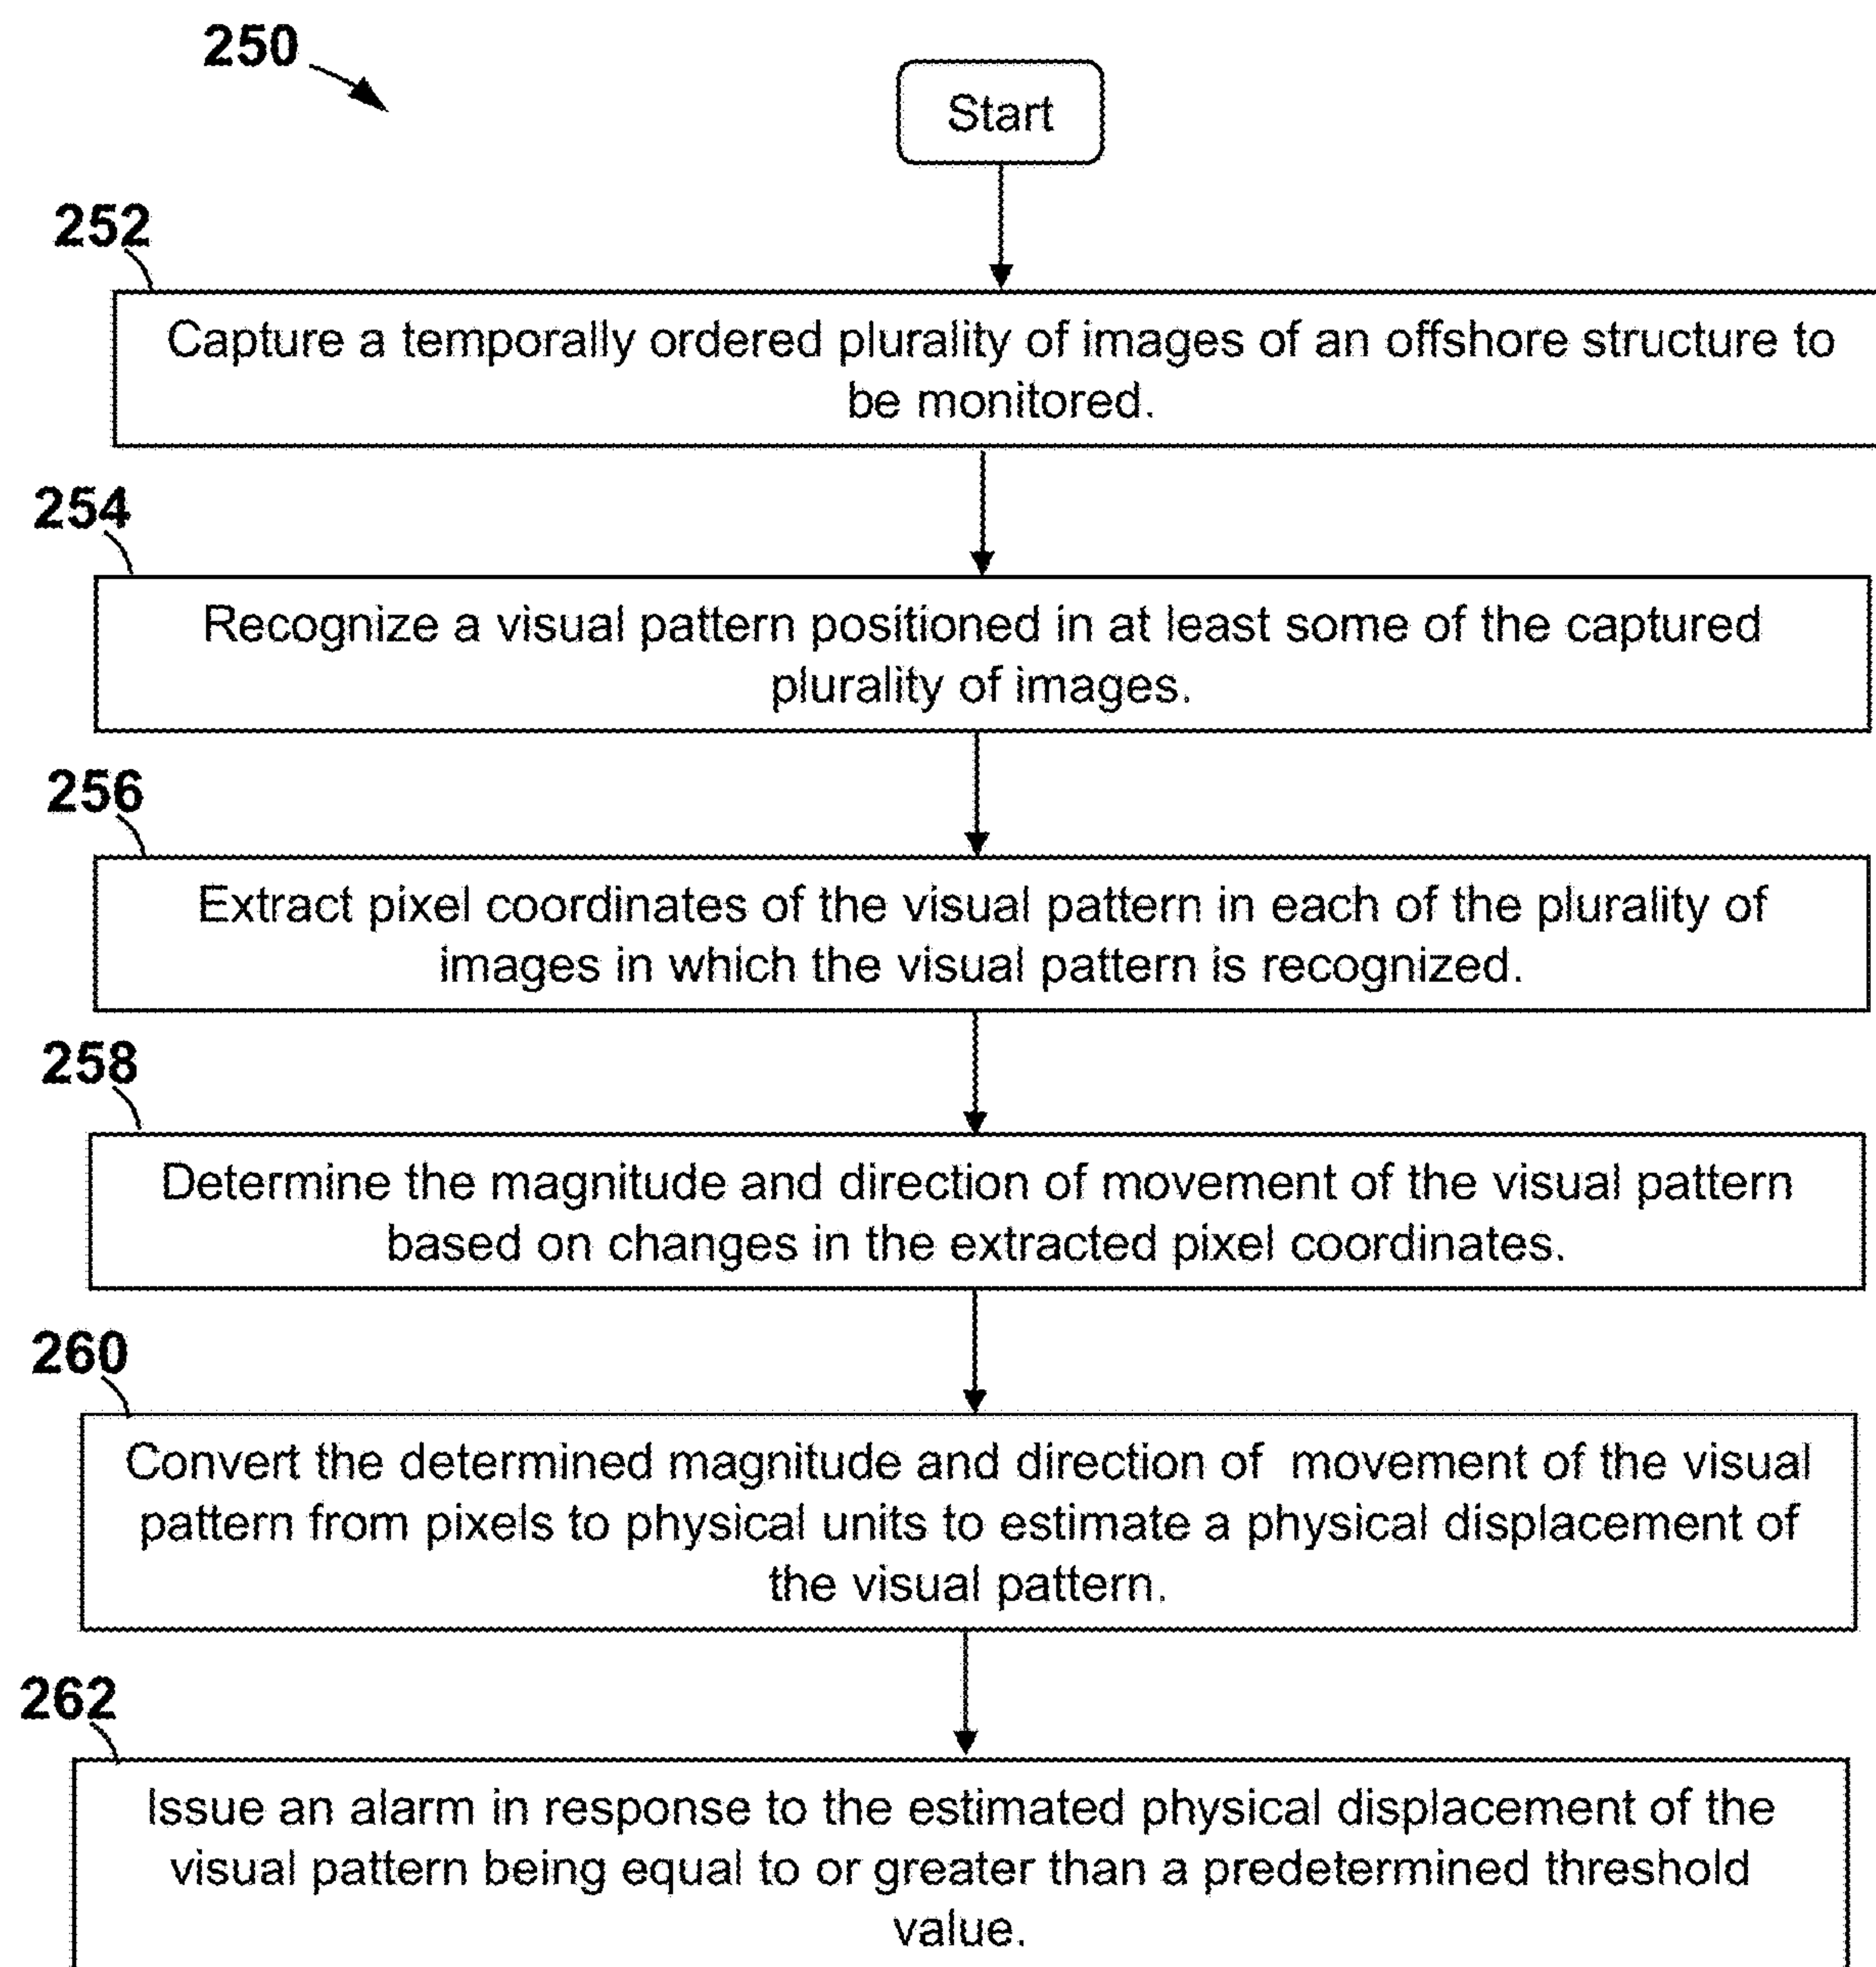 250
Start
252
Capture a temporally ordered plurality of images of an offshore structure to
be monitored.
254
Recognize a visual pattern positioned in at least some of the captured
plurality of images.
256
Extract pixel coordinates of the visual pattern in each of the plurality of
images in which the visual pattern is recognized.
258
Determine the magnitude and direction of movement of the visual pattern
based on changes in the extracted pixel coordinates.
260
Convert the determined magnitude and direction of movement of the visual
pattern from pixels to physical units to estimate a physical displacement of
the visual pattern.
262
Issue an alarm in response to the estimated physical displacement of the
visual pattern being equal to or greater than a predetermined threshold
value.